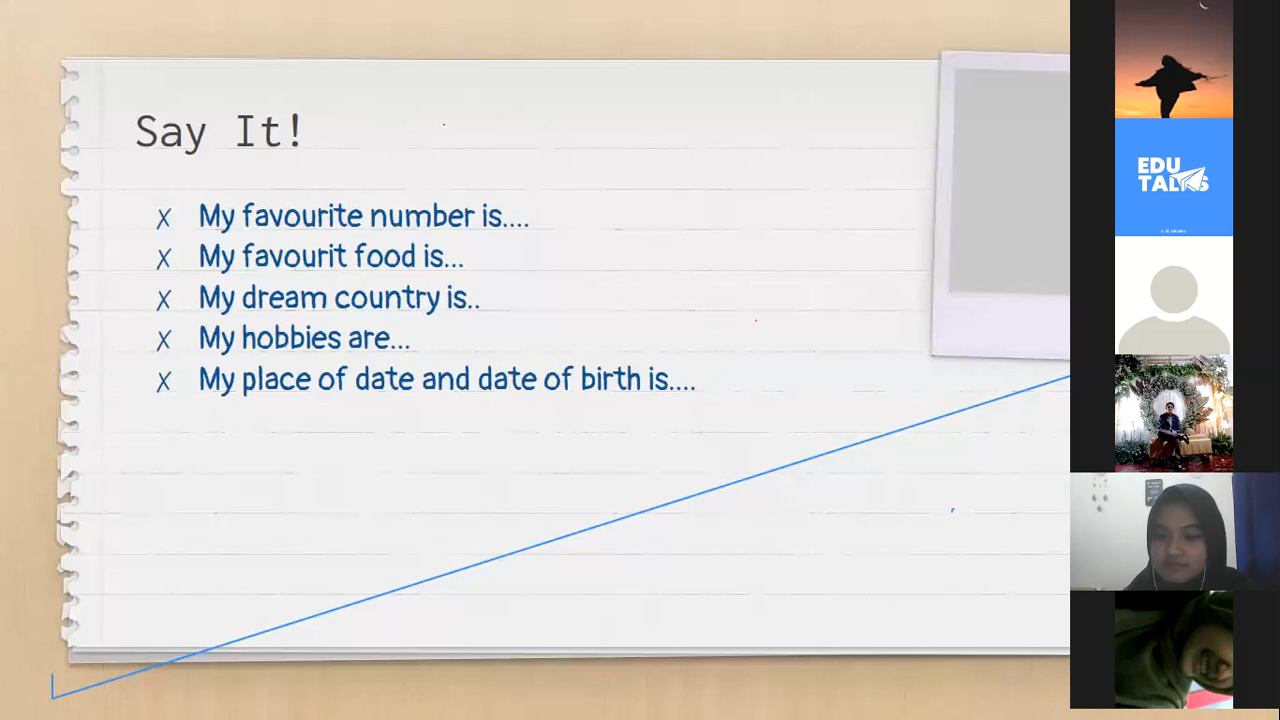 Say It!
x My favourite number is....
x My favourit food is...
x My dream country is..
x My hobbies are...
x My place of date and date of birth is....
EDU
TALKS